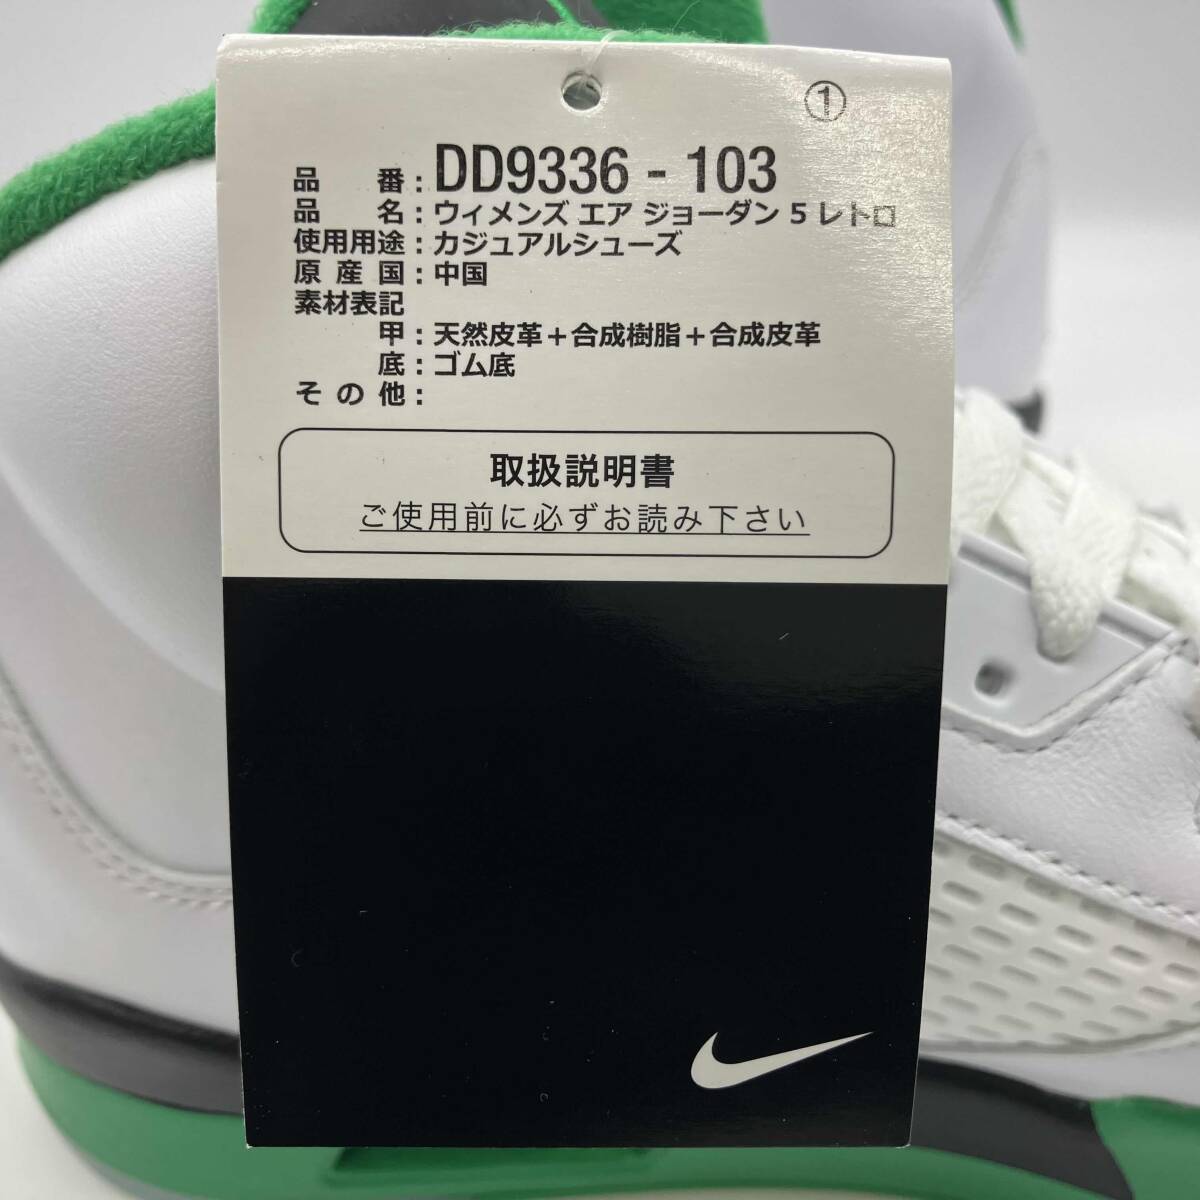 ①
品番:DD9336-103
品名:ウィメンズ エア ジョーダン 5 レトロ
使用用途:カジュアルシューズ
原産国:中国
素材表記
甲:天然皮革+合成樹脂+合成皮革
底:ゴム底
その他:
取扱説明書
ご使用前に必ずお読み下さい